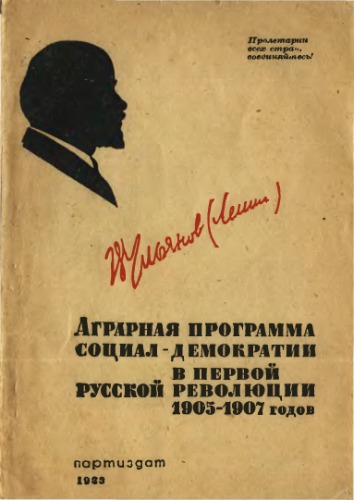 Пролетарии
всех стран,
соединяйтесь!
В Ульянов (Ленин)
АГРАРНАЯ ПРОГРАММА
СОЦИАЛ-ДЕМОКРАТИИ
В ПЕРВОЙ
РУССКОЙ РЕВОЛЮЦИИ
1905-1907 годов
партиздат
1933